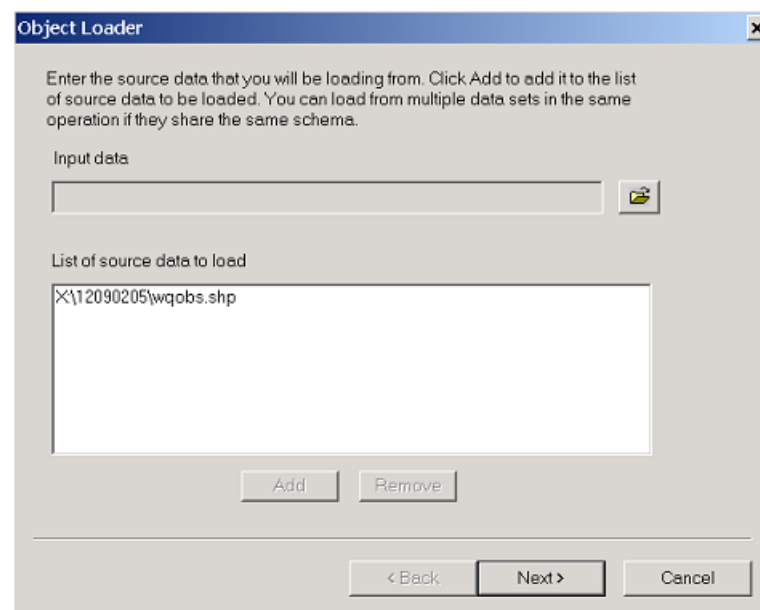 Object Loader
Enter the source data that you will be loading from. Click Add to add it to the list
of source data to be loaded. You can load from multiple data sets in the same
operation if they share the same schema.
Input data
List of source data to load
X:\12090205\wqobs.shp
Add Remove
< Back Next > Cancel